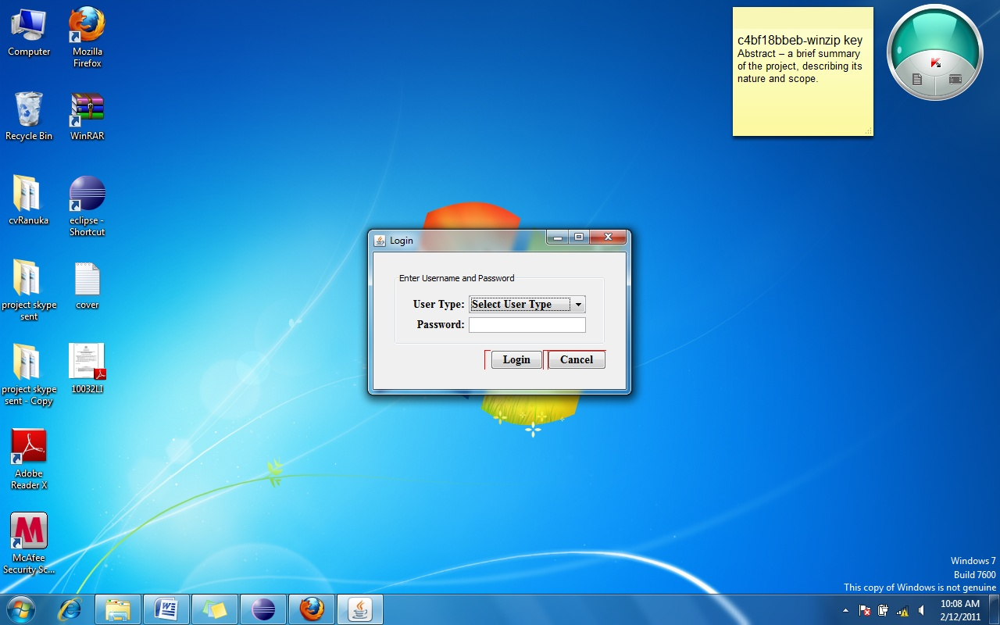 Computer
Mozilla
Firefox
Recycle Bin
WinRAR
cvRanuka
eclipse -
Shortcut
project skype
sent
cover
project skype
sent - Copy
10032LI
Adobe
Reader X
McAfee
Security Sc...
c4bf18bbeb-winzip key
Abstract – a brief summary
of the project, describing its
nature and scope.
Login
Enter Username and Password
User Type: Select User Type
Password:
Login Cancel
Windows 7
Build 7600
This copy of Windows is not genuine
10:08 AM
2/12/2011